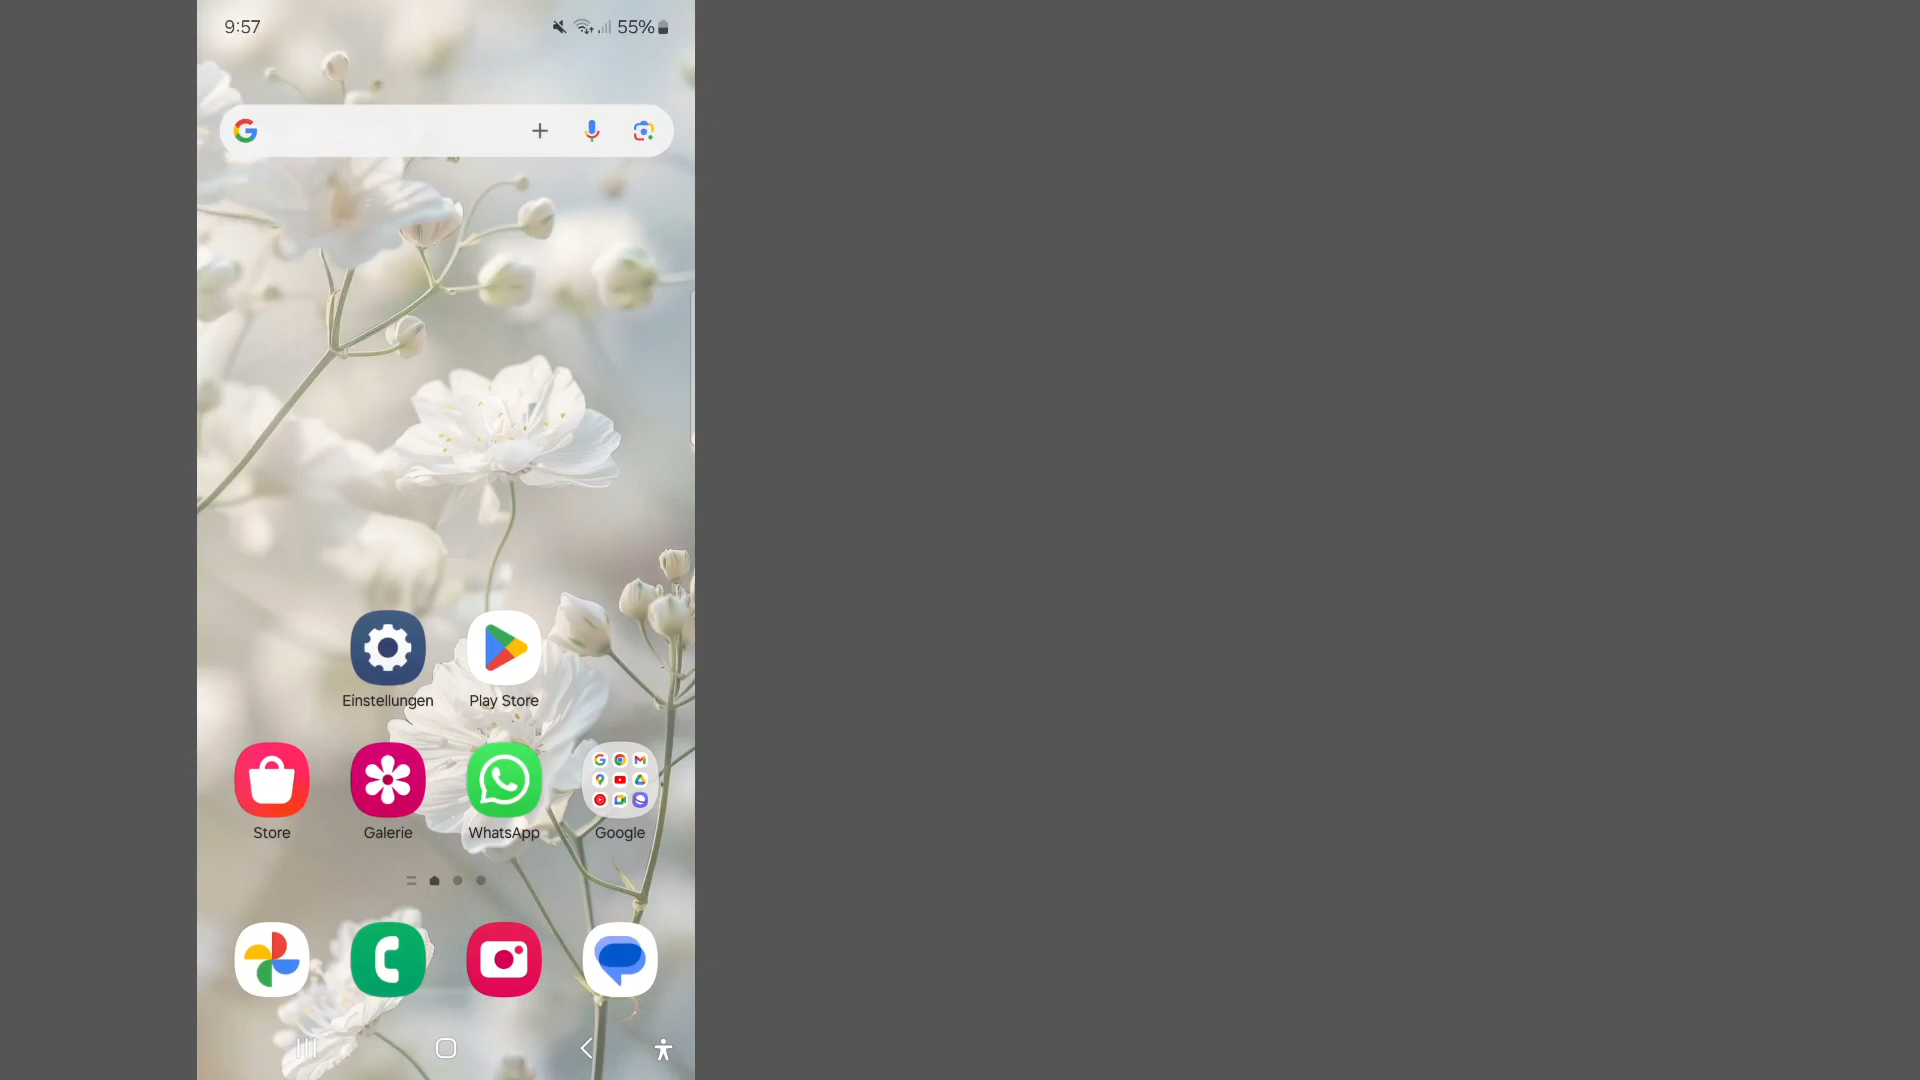 9:57
55%
Einstellungen
Play Store
Store
Galerie
WhatsApp
Google